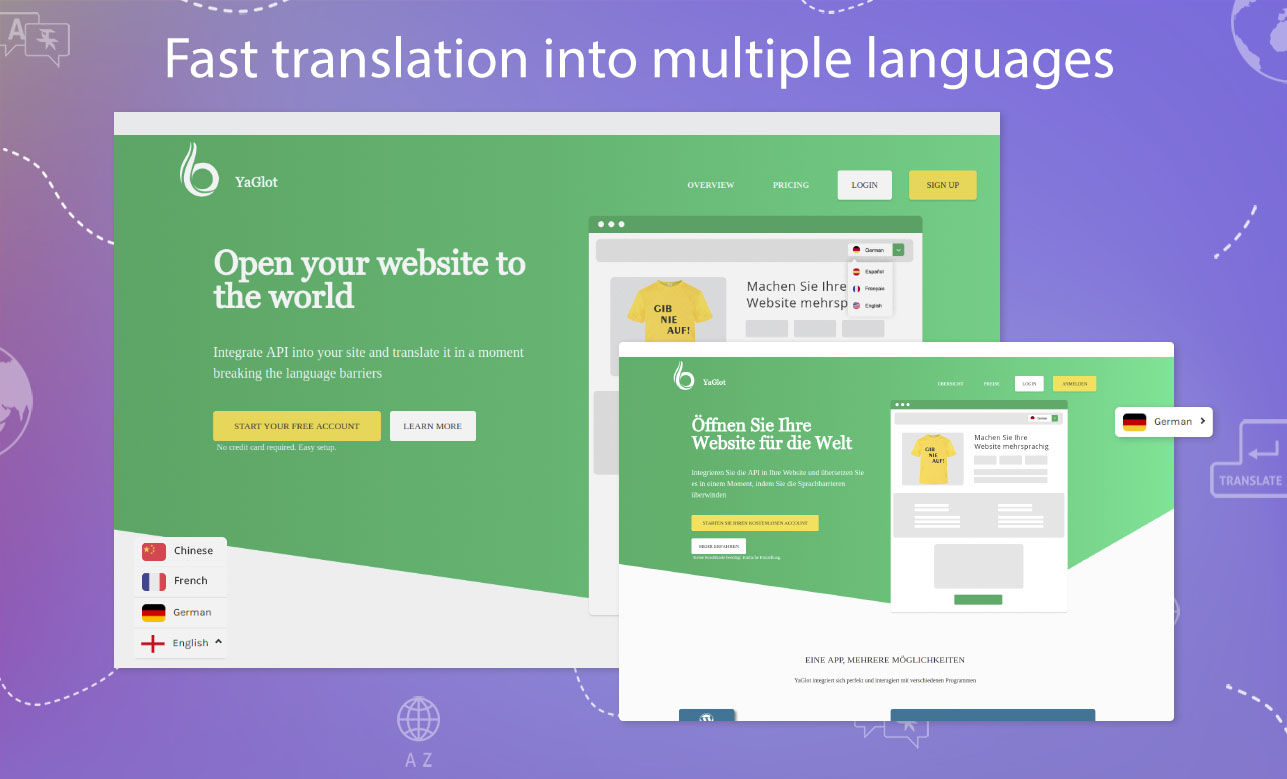 A
Fast translation into multiple languages
YaGlot
OVERVIEW
PRICING
LOGIN
SIGN UP
Open your website to
the world
Integrate API into your site and translate it in a moment
breaking the language barriers
START YOUR FREE ACCOUNT
LEARN MORE
No credit card required. Easy setup.
German
Español
Français
English
Machen Sie Ihre
Website mehrsp
GIB
NIE
AUF!
Chinese
French
German
English
YaGlot
ÜBERSICHT
PREISE
LOGIN
ANMELDEN
Öffnen Sie Ihre
Website für die Welt
Integrieren Sie die API in Ihre Website und übersetzen Sie
es in einem Moment, indem Sie die Sprachbarrieren
überwinden
STARTEN SIE IHREN KOSTENLOSEN ACCOUNT
MEHR ERFAHREN
German
Machen Sie Ihre
Website mehrsprachig
GIB
NIE
AUF!
EINE APP, MEHRERE MÖGLICHKEITEN
YaGlot integriert sich perfekt und interagiert mit verschiedenen Programmen
German
TRANSLATE
A Z